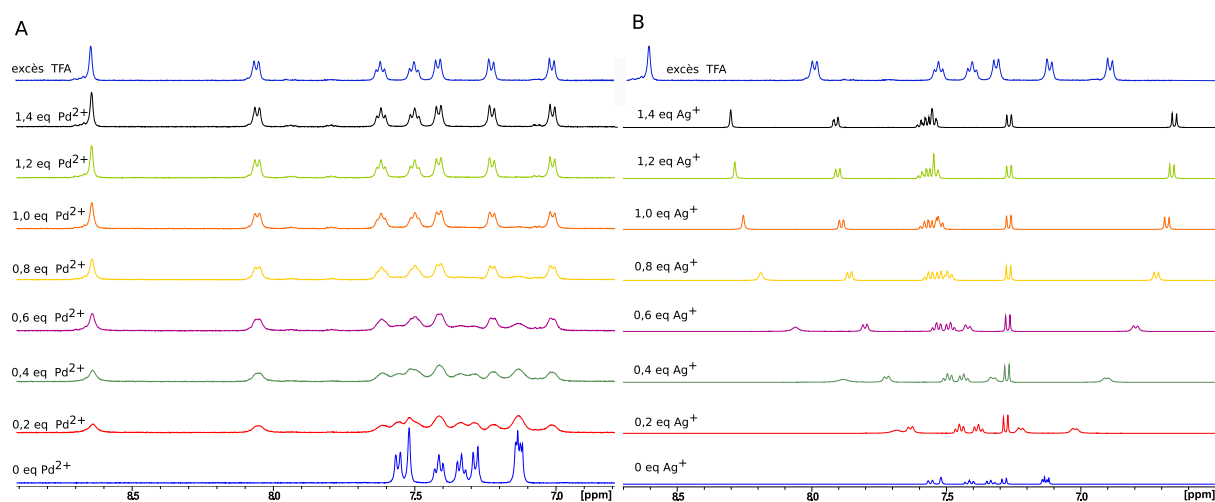 A
excès TFA
1,4 eq Pd2+
1,2 eq Pd2+
1,0 eq Pd2+
0,8 eq Pd2+
0,6 eq Pd2+
0,4 eq Pd2+
0,2 eq Pd2+
0 eq Pd2+
8.5 8.0 7.5 7.0 [ppm]
B
excès TFA
1,4 eq Ag+
1,2 eq Ag+
1,0 eq Ag+
0,8 eq Ag+
0,6 eq Ag+
0,4 eq Ag+
0,2 eq Ag+
0 eq Ag+
8.5 8.0 7.5 7.0 [ppm]